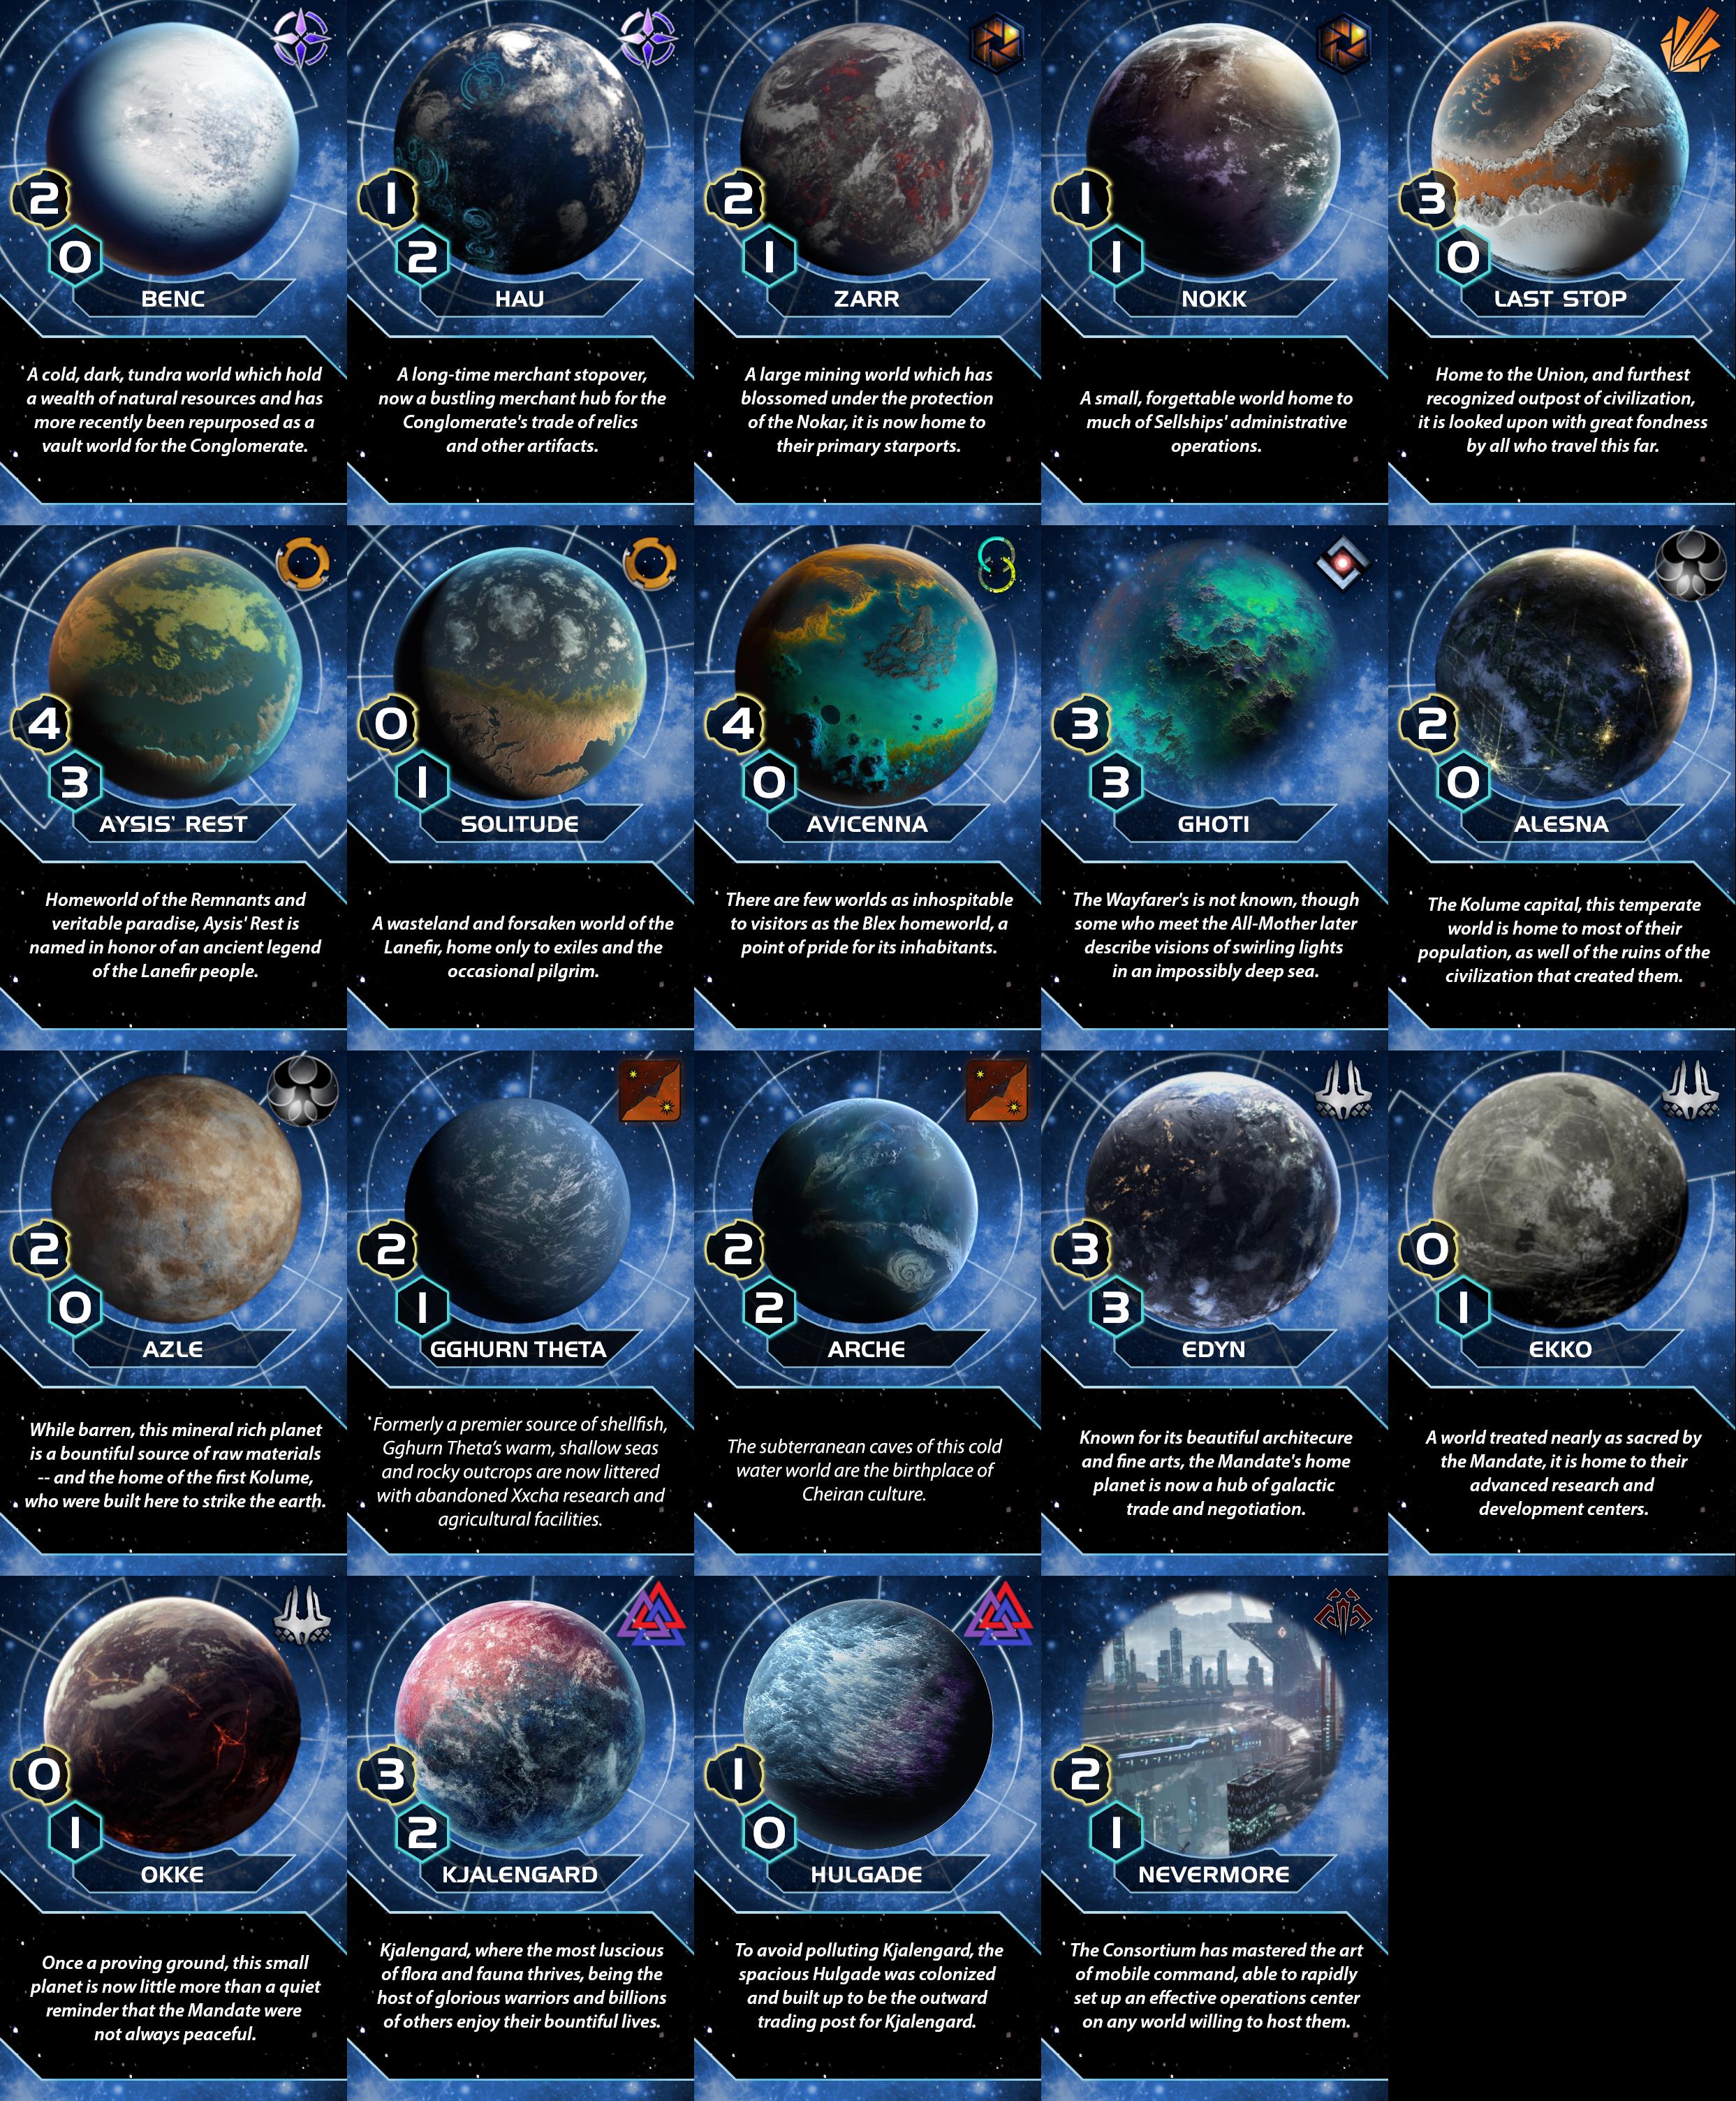 2
0
BENC
A cold, dark, tundra world which hold
a wealth of natural resources and has
more recently been repurposed as a
vault world for the Conglomerate.
1
2
HAU
A long-time merchant stopover,
now a bustling merchant hub for the
Conglomerate's trade of relics
and other artifacts.
2
1
ZARR
A large mining world which has
blossomed under the protection
of the Nokar, it is now home to
their primary starports.
1
1
NOKK
A small, forgettable world home to
much of Sellships' administrative
operations.
3
0
LAST STOP
Home to the Union, and furthest
recognized outpost of civilization,
it is looked upon with great fondness
by all who travel this far.
4
3
AYSIS' REST
Homeworld of the Remnants and
veritable paradise, Aysis' Rest is
named in honor of an ancient legend
of the Lanefir people.
0
1
SOLITUDE
A wasteland and forsaken world of the
Lanefir, home only to exiles and the
occasional pilgrim.
4
0
AVICENNA
There are few worlds as inhospitable
to visitors as the Blex homeworld, a
point of pride for its inhabitants.
3
3
GHOTI
The Wayfarer's is not known, though
some who meet the All-Mother later
describe visions of swirling lights
in an impossibly deep sea.
2
0
ALESNA
The Kolume capital, this temperate
world is home to most of their
population, as well of the ruins of the
civilization that created them.
2
0
AZLE
While barren, this mineral rich planet
is a bountiful source of raw materials
-- and the home of the first Kolume,
who were built here to strike the earth.
2
1
GGHURN THETA
Formerly a premier source of shellfish,
Gghurn Theta’s warm, shallow seas
and rocky outcrops are now littered
with abandoned Xxcha research and
agricultural facilities.
2
2
ARCHE
The subterranean caves of this cold
water world are the birthplace of
Cheiran culture.
3
3
EDYN
Known for its beautiful architecure
and fine arts, the Mandate's home
planet is now a hub of galactic
trade and negotiation.
0
1
EKKO
A world treated nearly as sacred by
the Mandate, it is home to their
advanced research and
development centers.
0
1
OKKE
Once a proving ground, this small
planet is now little more than a quiet
reminder that the Mandate were
not always peaceful.
3
2
KJALENGARD
Kjalengard, where the most luscious
of flora and fauna thrives, being the
host of glorious warriors and billions
of others enjoy their bountiful lives.
1
0
HULGADE
To avoid polluting Kjalengard, the
spacious Hulgade was colonized
and built up to be the outward
trading post for Kjalengard.
2
1
NEVERMORE
The Consortium has mastered the art
of mobile command, able to rapidly
set up an effective operations center
on any world willing to host them.